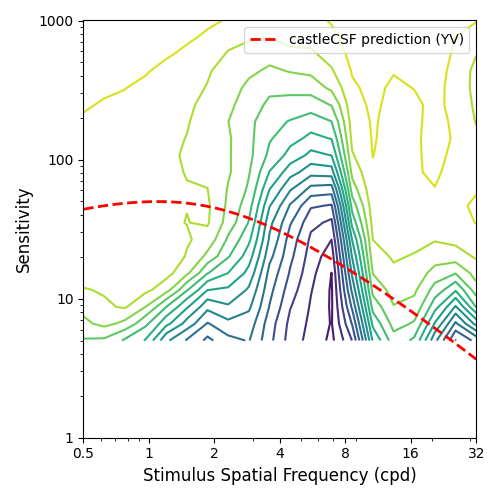 1000
castleCSF prediction (YV)
100
Sensitivity
10
1
0.5 1 2 4 8 16 32
Stimulus Spatial Frequency (cpd)